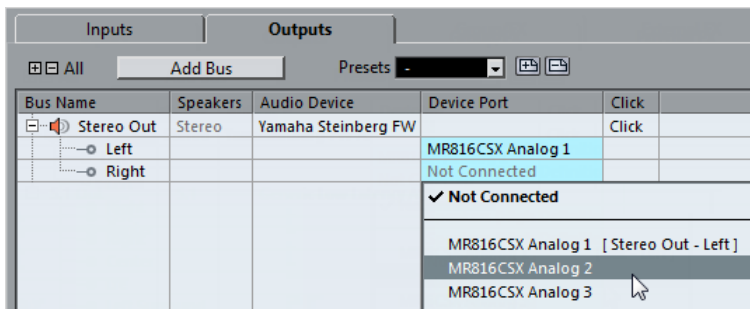 Inputs Outputs
All Add Bus Presets -
Bus Name Speakers Audio Device Device Port Click
Stereo Out Stereo Yamaha Steinberg FW Click
Left MR816CSX Analog 1
Right Not Connected
✓ Not Connected
MR816CSX Analog 1 [ Stereo Out - Left ]
MR816CSX Analog 2
MR816CSX Analog 3